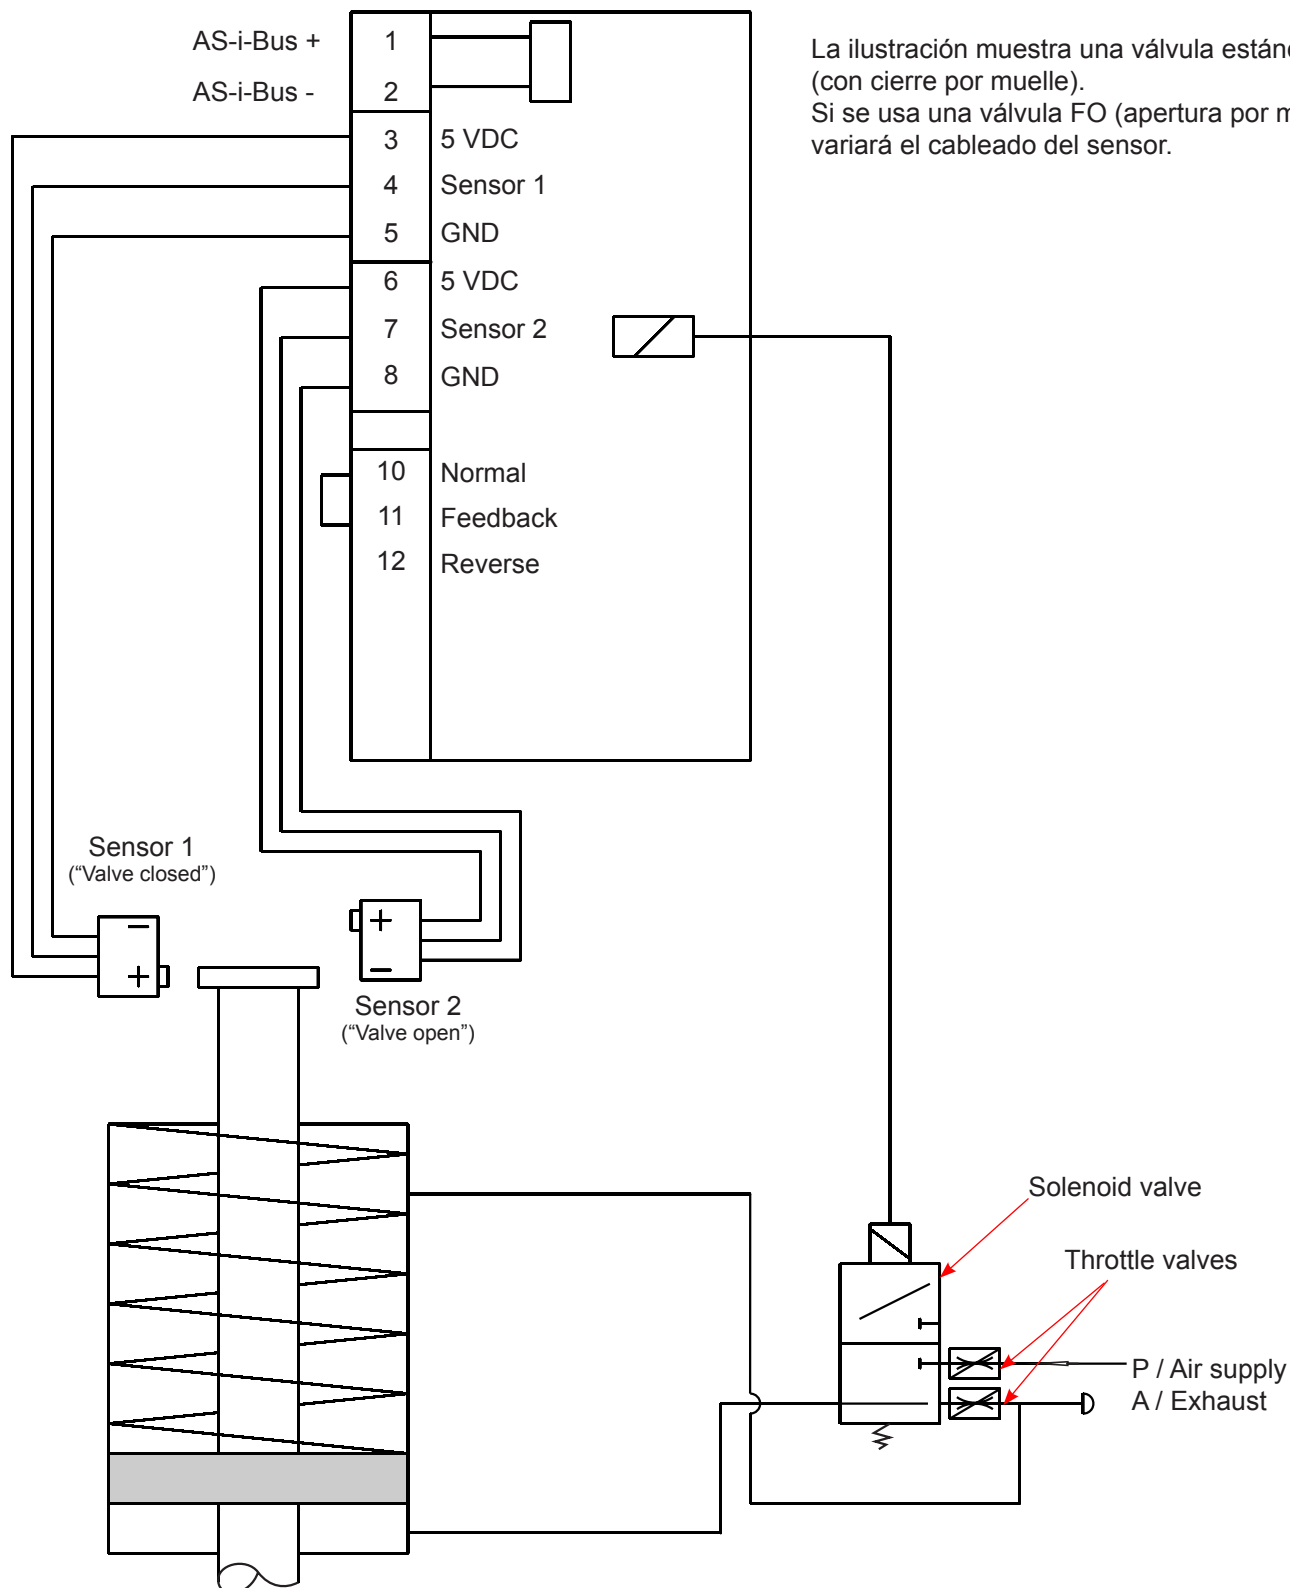 AS-i-Bus + 1
AS-i-Bus - 2
La ilustración muestra una válvula
(con cierre por muelle).
Si se usa una válvula FO (apertura por
variará el cableado del sensor.
3 5 VDC
4 Sensor 1
5 GND
6 5 VDC
7 Sensor 2
8 GND
10 Normal
11 Feedback
12 Reverse
Sensor 1
(“Valve closed”)
−
+
+
−
Sensor 2
(“Valve open”)
Solenoid valve
Throttle valves
P / Air supply
A / Exhaust